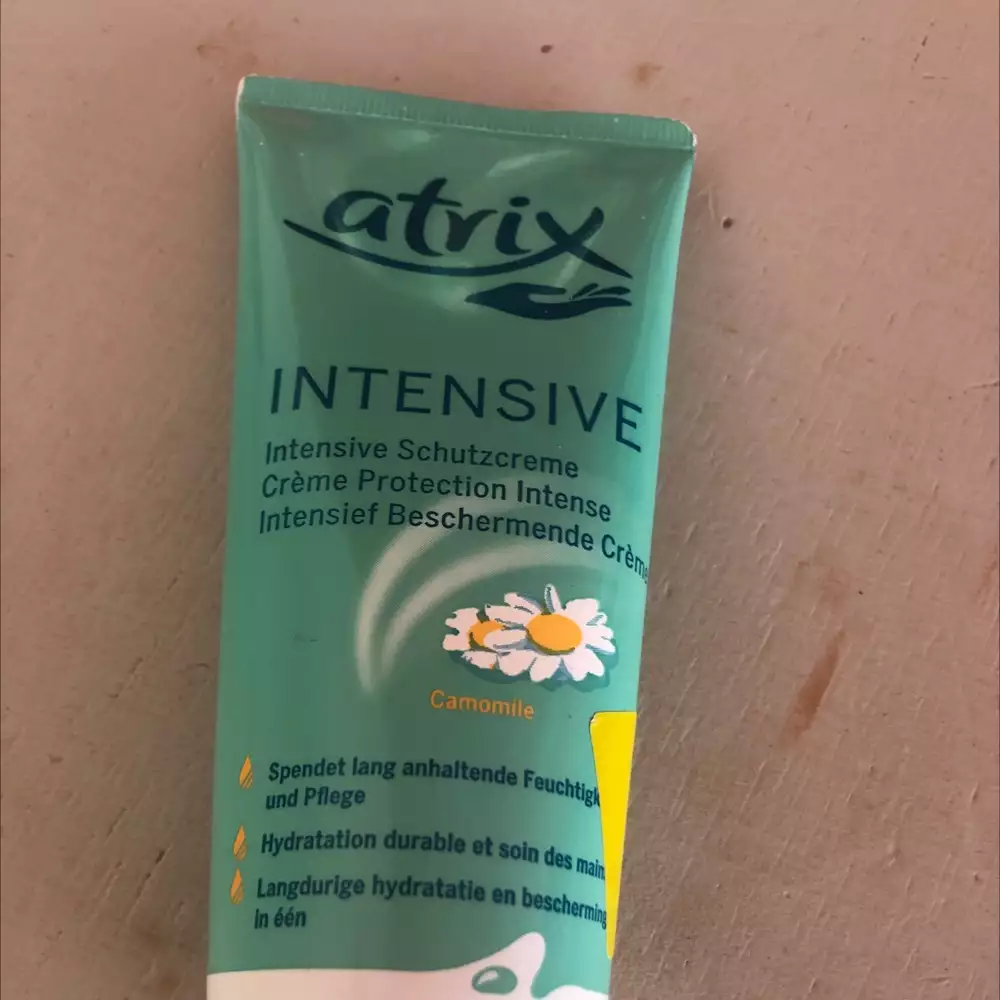 atrix
INTENSIVE
Intensive Schutzcreme
Crème Protection Intense
Intensief Beschermende Crème
Camomile
Spendet lang anhaltende
und Pflege
Hydratation durable et soin des
Langdurige hydratatie en bescherming
in één